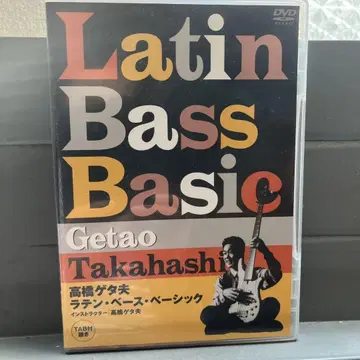 DVD
Latin
Bass
Basic
Getao
Takahashi
高橋ゲタ夫
ラテン・ベース・ベーシック
インストラクター:高橋ゲタ夫